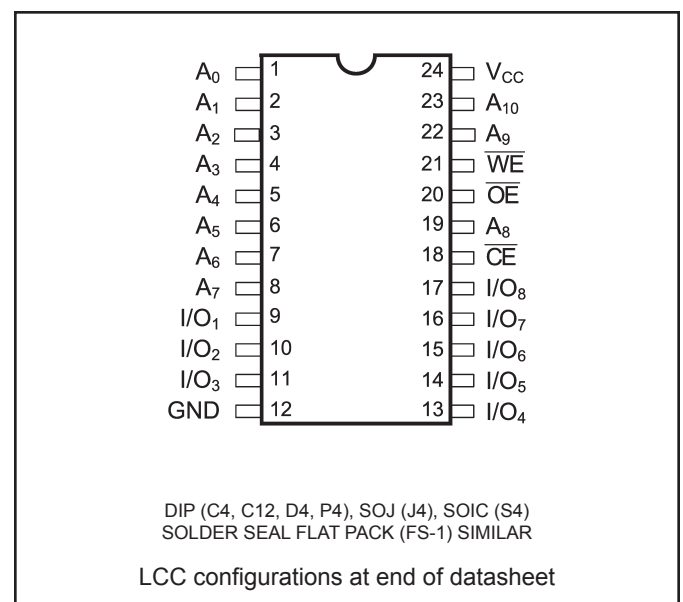 A0 1 24 VCC
A1 2 23 A10
A2 3 22 A9
A3 4 21 W̅E̅
A4 5 20 O̅E̅
A5 6 19 A8
A6 7 18 C̅E̅
A7 8 17 I/O8
I/O1 9 16 I/O7
I/O2 10 15 I/O6
I/O3 11 14 I/O5
GND 12 13 I/O4
DIP (C4, C12, D4, P4), SOJ (J4), SOIC (S4)
SOLDER SEAL FLAT PACK (FS-1) SIMILAR
LCC configurations at end of datasheet